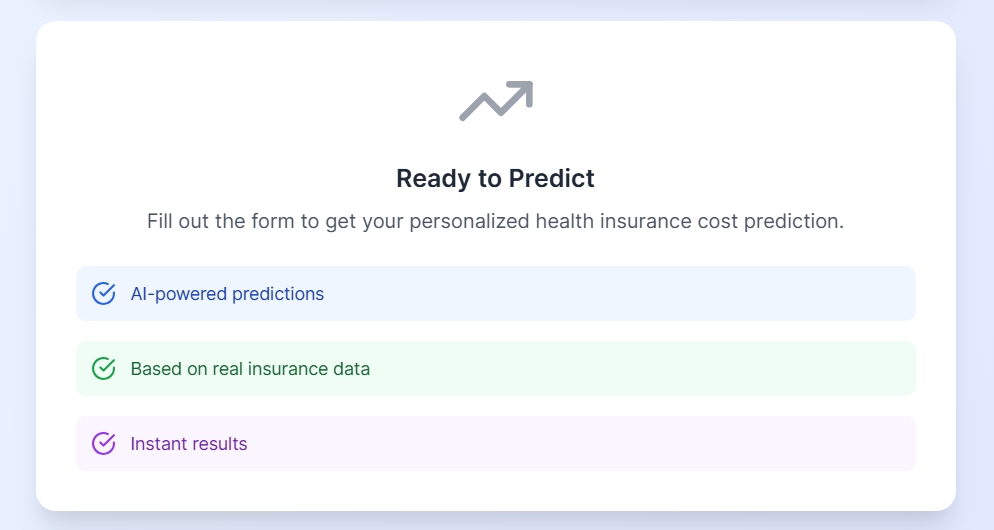 Ready to Predict
Fill out the form to get your personalized health insurance cost prediction.
AI-powered predictions
Based on real insurance data
Instant results